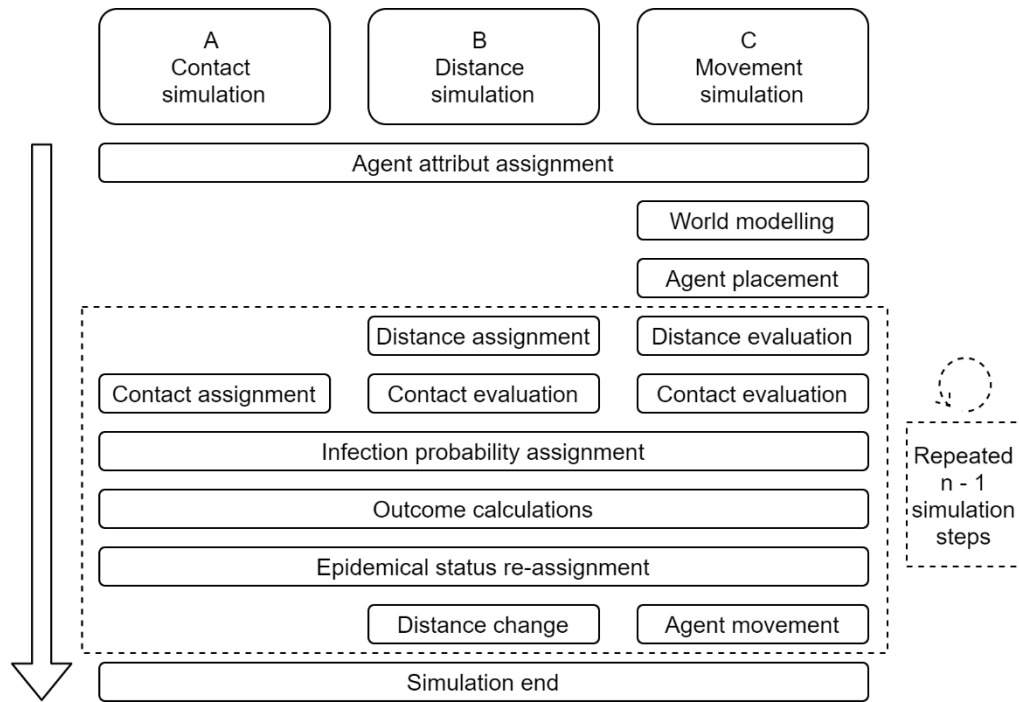 A
Contact
simulation
B
Distance
simulation
C
Movement
simulation
Agent attribut assignment
World modelling
Agent placement
Distance assignment
Distance evaluation
Contact assignment
Contact evaluation
Contact evaluation
Infection probability assignment
Outcome calculations
Epidemical status re-assignment
Distance change
Agent movement
Simulation end
Repeated
n - 1
simulation
steps